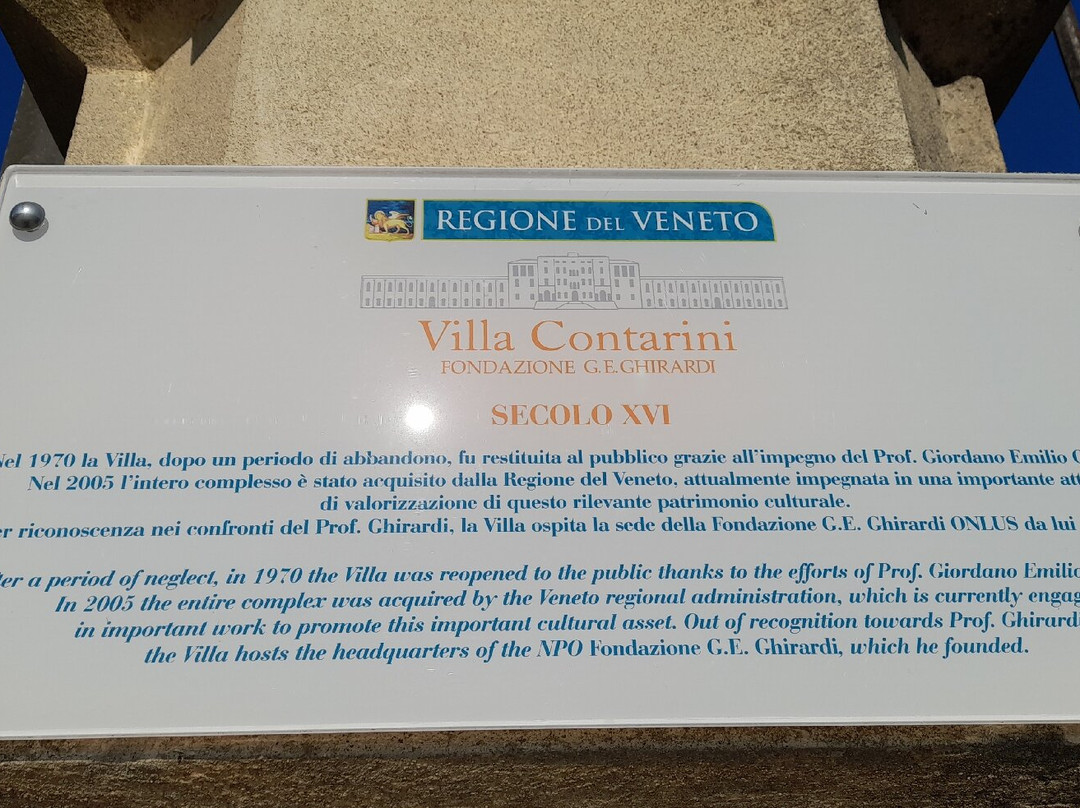 REGIONE DEL VENETO
Villa Contarini
FONDAZIONE G.E.GHIRARDI
SECOLO XVI
Nel 1970 la Villa, dopo un periodo di abbandono, fu restituita al pubblico grazie all'impegno del Prof. Giordano Emilio
Nel 2005 l'intero complesso è stato acquisito dalla Regione del Veneto, attualmente impegnata in una importante
di valorizzazione di questo rilevante patrimonio culturale.
riconoscenza nei confronti del Prof. Ghirardi, la Villa ospita la sede della Fondazione G.E. Ghirardi ONLUS da lui
a period of neglect, in 1970 the Villa was reopened to the public thanks to the efforts of Prof. Giordano Emilio
In 2005 the entire complex was acquired by the Veneto regional administration, which is currently
in important work to promote this important cultural asset. Out of recognition towards Prof. Ghirardi
the Villa hosts the headquarters of the NPO Fondazione G.E. Ghirardi, which he founded.